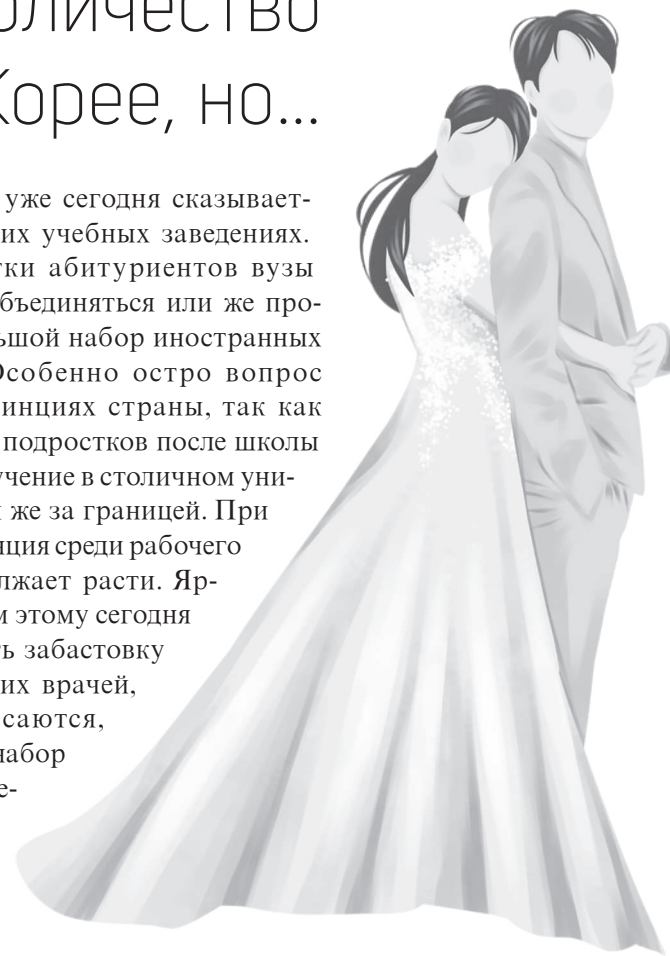 оличество
Корее, но...
уже сегодня сказывает-
их учебных заведениях.
тки абитуриентов вузы
бъединяться или же про-
ьшой набор иностранных
Особенно остро вопрос
инциях страны, так как
подростков после школы
учение в столичном уни-
же за границей. При
нция среди рабочего
лжает расти. Яр-
м этому сегодня
ть забастовку
их врачей,
саются,
набор
е-